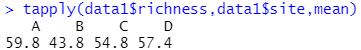 > tapply(data1$richness,data1$site,mean)
A B C D
59.8 43.8 54.8 57.4